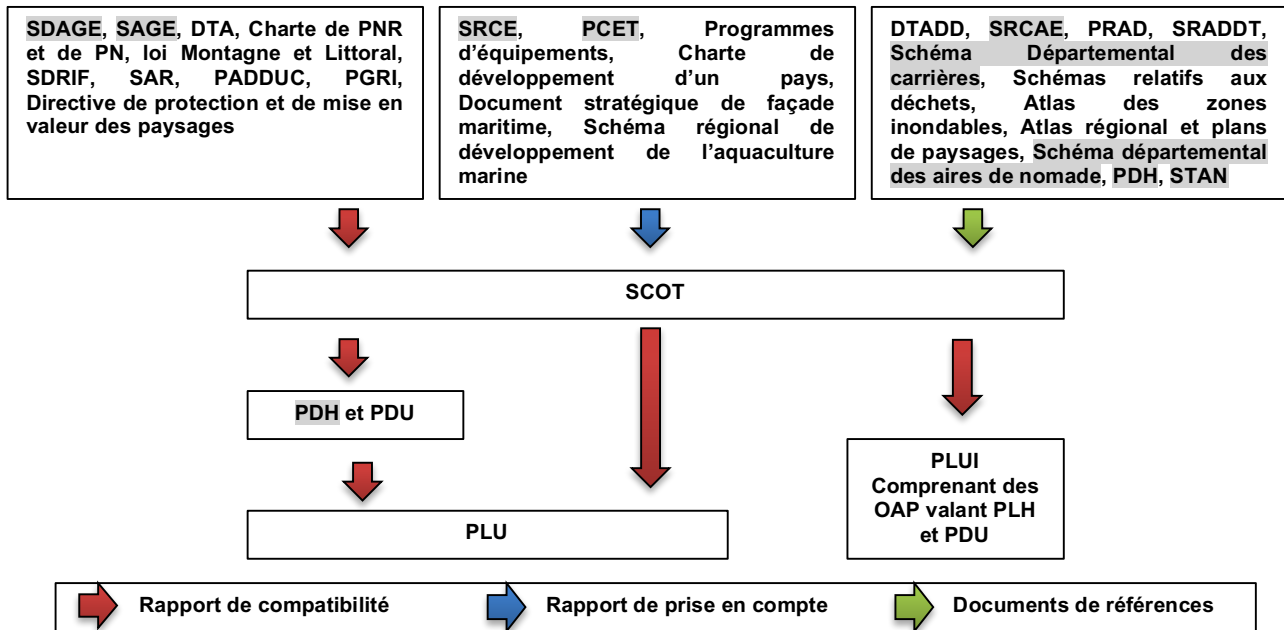 SDAGE, SAGE, DTA, Charte de PNR
et de PN, loi Montagne et Littoral,
SDRIF, SAR, PADDUC, PGRI,
Directive de protection et de mise en
valeur des paysages
SRCE, PCET, Programmes
d’équipements, Charte de
développement d’un pays,
Document stratégique de façade
maritime, Schéma régional de
développement de l’aquaculture
marine
DTADD, SRCAE, PRAD, SRADDT,
Schéma Départemental des
carrières, Schémas relatifs aux
déchets, Atlas des zones
inondables, Atlas régional et plans
de paysages, Schéma départemental
des aires de nomade, PDH, STAN
SCOT
PDH et PDU
PLU
PLUI
Comprenant des
OAP valant PLH
et PDU
Rapport de compatibilité
Rapport de prise en compte
Documents de références